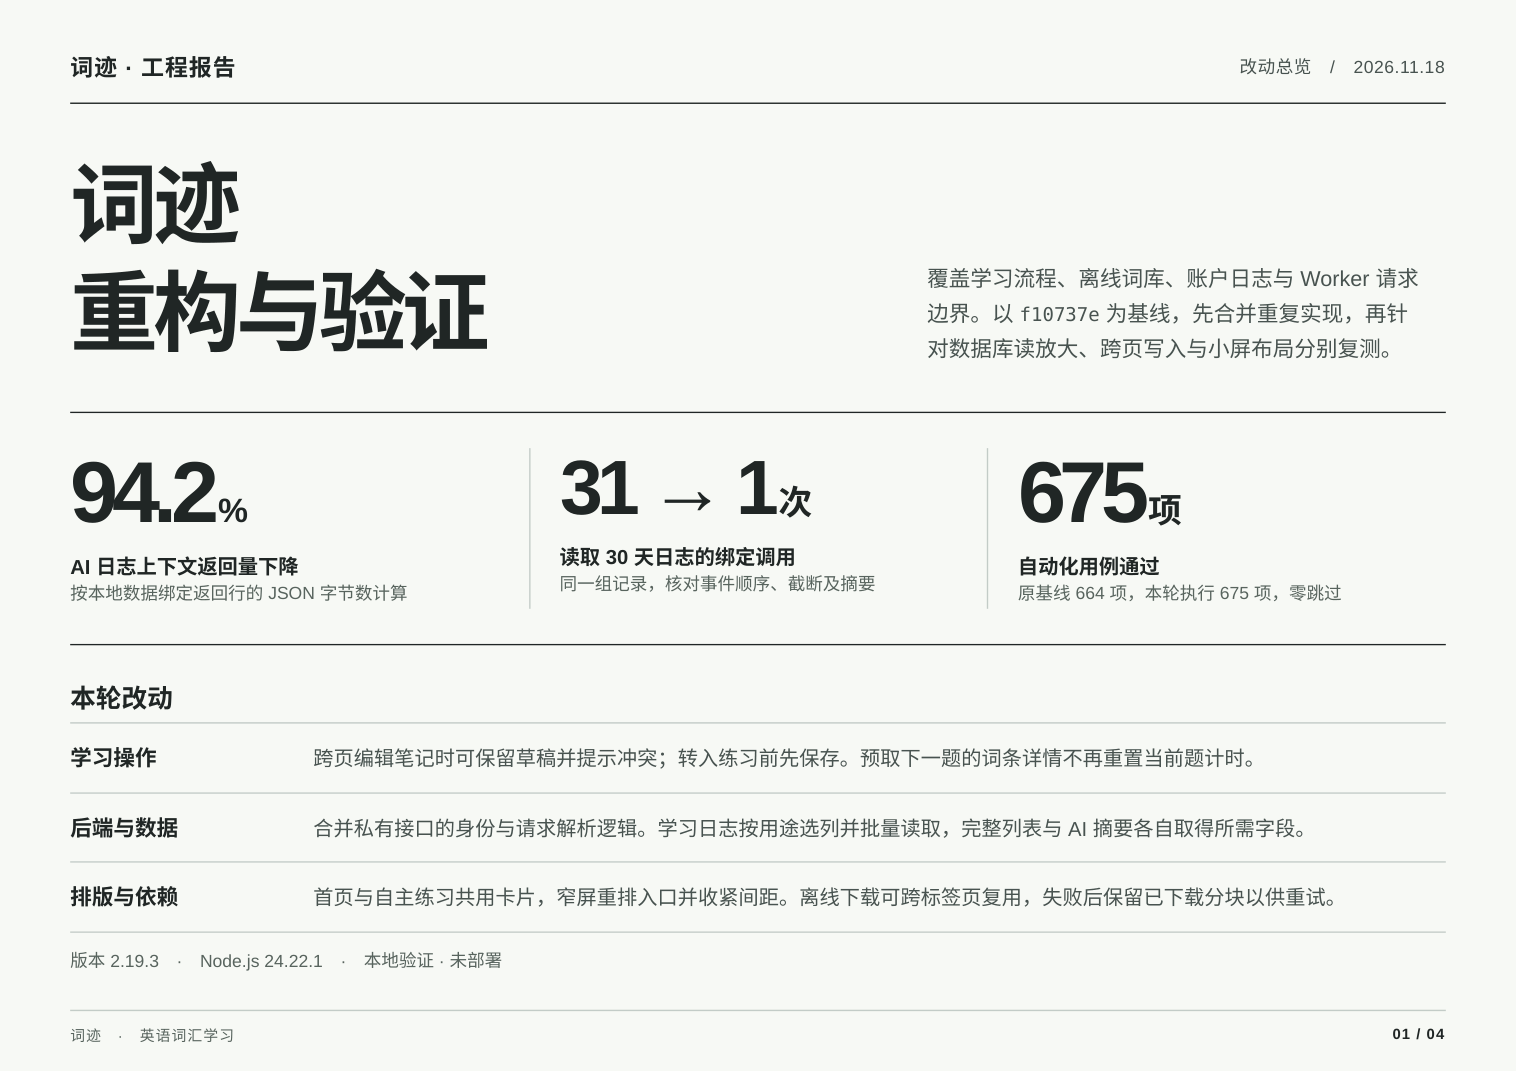 词迹 · 工程报告
改动总览 / 2026.11.18
词迹
重构与验证
覆盖学习流程、离线词库、账户日志与 Worker 请求
边界。以 f10737e 为基线，先合并重复实现，再针
对数据库读放大、跨页写入与小屏布局分别复测。
94.2%
AI 日志上下文返回量下降
按本地数据绑定返回行的 JSON 字节数计算
31 → 1次
读取 30 天日志的绑定调用
同一组记录，核对事件顺序、截断及摘要
675项
自动化用例通过
原基线 664 项，本轮执行 675 项，零跳过
本轮改动
学习操作
跨页编辑笔记时可保留草稿并提示冲突；转入练习前先保存。预取下一题的词条详情不再重置当前题计时。
后端与数据
合并私有接口的身份与请求解析逻辑。学习日志按用途选列并批量读取，完整列表与 AI 摘要各自取得所需字段。
排版与依赖
首页与自主练习共用卡片，窄屏重排入口并收紧间距。离线下载可跨标签页复用，失败后保留已下载分块以供重试。
版本 2.19.3 · Node.js 24.22.1 · 本地验证 · 未部署
词迹 · 英语词汇学习
01 / 04